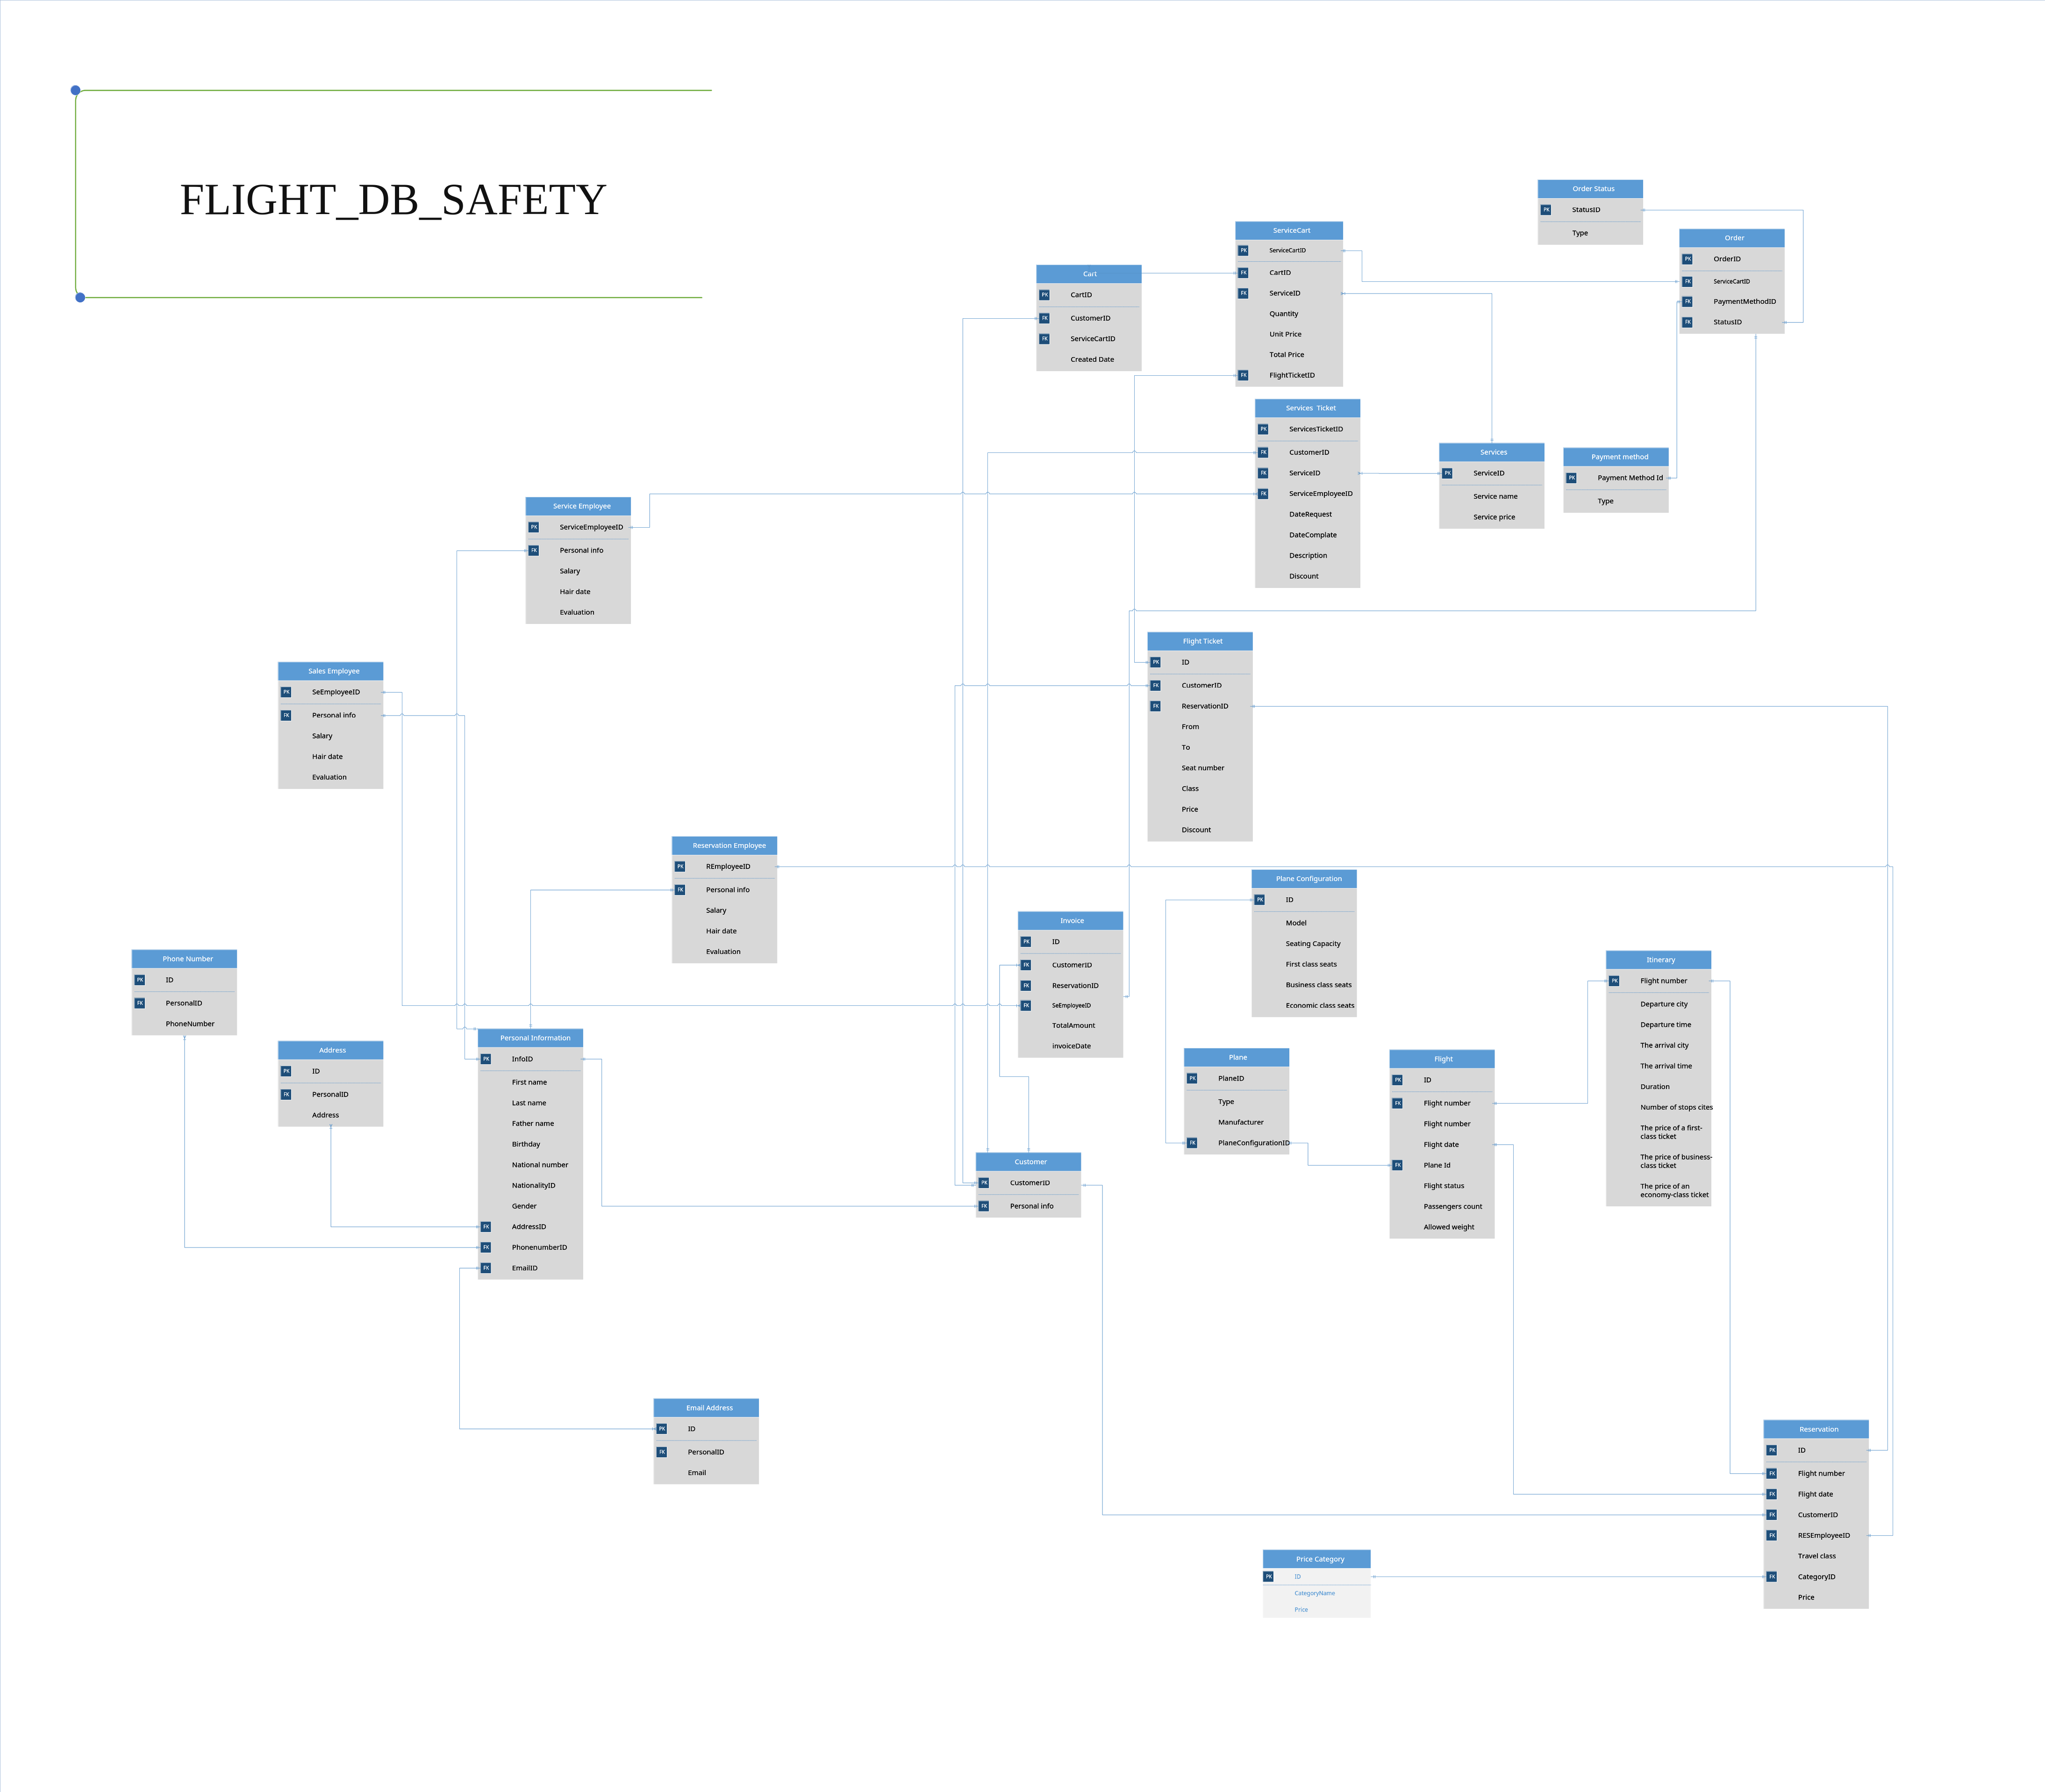 FLIGHT_DB_SAFETY
Order Status
PK StatusID
Type
ServiceCart
PK ServiceCartID
FK CartID
FK ServiceID
Quantity
Unit Price
Total Price
FK FlightTicketID
Order
PK OrderID
FK ServiceCartID
FK PaymentMethodID
FK StatusID
Cart
PK CartID
FK CustomerID
FK ServiceCartID
Created Date
Services Ticket
PK ServicesTicketID
FK CustomerID
FK ServiceID
FK ServiceEmployeeID
DateRequest
DateComplate
Description
Discount
Services
PK ServiceID
Service name
Service price
Payment method
PK Payment Method Id
Type
Service Employee
PK ServiceEmployeeID
FK Personal info
Salary
Hair date
Evaluation
Flight Ticket
PK ID
FK CustomerID
FK ReservationID
From
To
Seat number
Class
Price
Discount
Sales Employee
PK SeEmployeeID
FK Personal info
Salary
Hair date
Evaluation
Reservation Employee
PK REmployeeID
FK Personal info
Salary
Hair date
Evaluation
Plane Configuration
PK ID
Model
Seating Capacity
First class seats
Business class seats
Economic class seats
Invoice
PK ID
FK CustomerID
FK ReservationID
FK SeEmployeeID
TotalAmount
invoiceDate
Phone Number
PK ID
FK PersonalID
PhoneNumber
Itinerary
PK Flight number
Departure city
Departure time
The arrival city
The arrival time
Duration
Number of stops cites
The price of a first-
class ticket
The price of business-
class ticket
The price of an
economy-class ticket
Personal Information
PK InfoID
First name
Last name
Father name
Birthday
National number
NationalityID
Gender
FK AddressID
FK PhonenumberID
FK EmailID
Address
PK ID
FK PersonalID
Address
Plane
PK PlaneID
Type
Manufacturer
FK PlaneConfigurationID
Flight
PK ID
FK Flight number
Flight number
Flight date
FK Plane Id
Flight status
Passengers count
Allowed weight
Customer
PK CustomerID
FK Personal info
Email Address
PK ID
FK PersonalID
Email
Reservation
PK ID
FK Flight number
FK Flight date
FK CustomerID
FK RESEmployeeID
Travel class
FK CategoryID
Price
Price Category
PK ID
CategoryName
Price